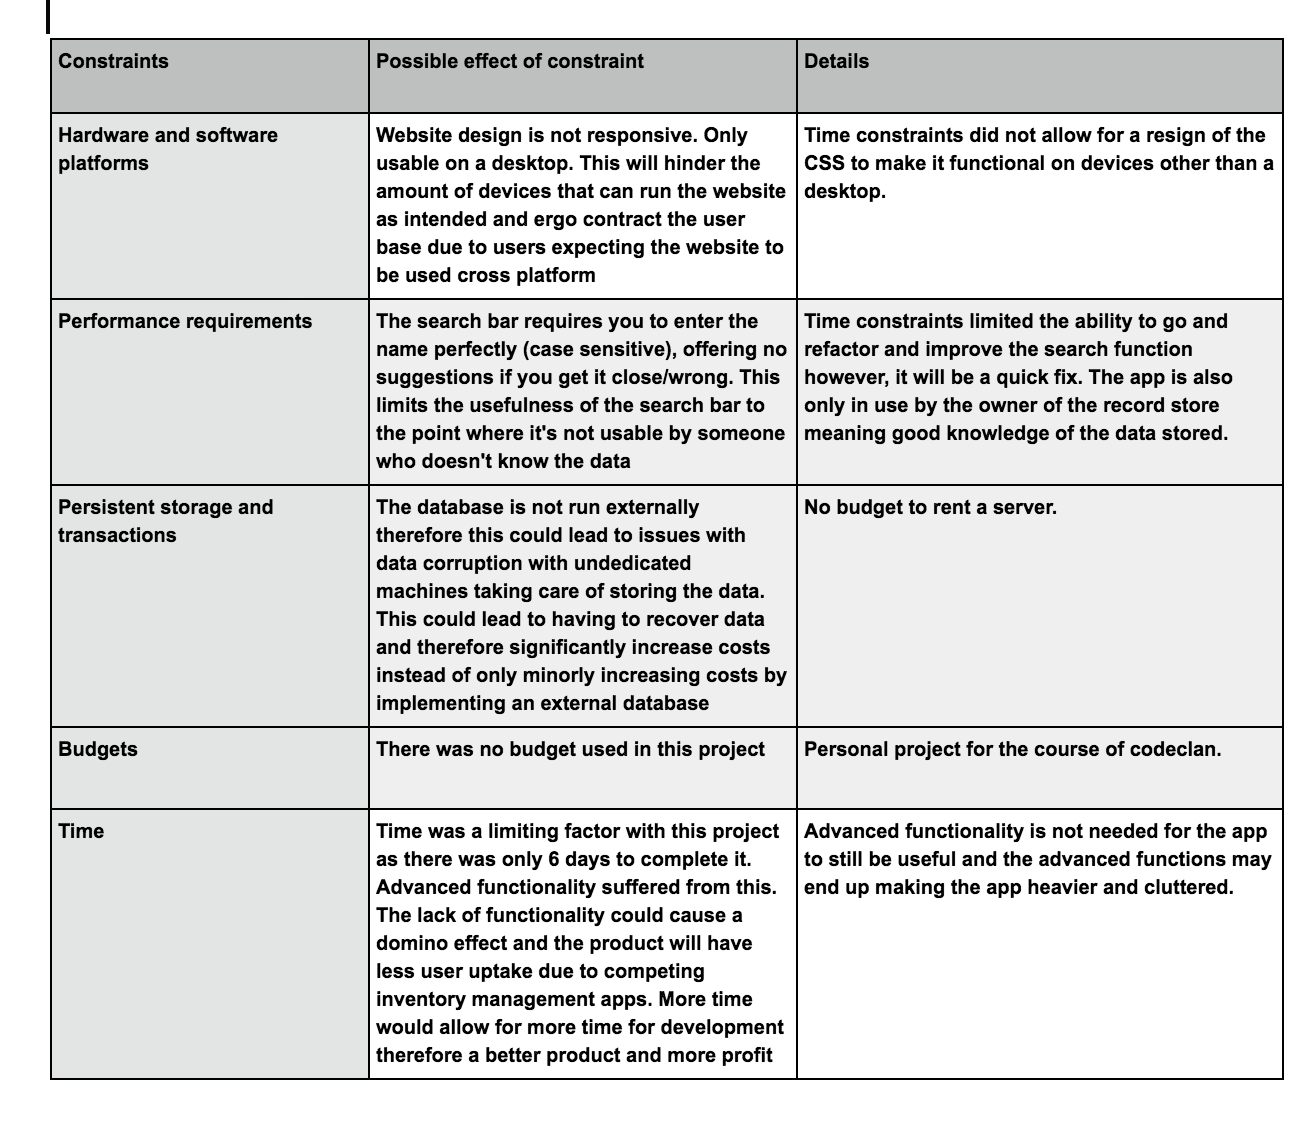 Constraints
Possible effect of constraint
Details
Hardware and software
platforms
Website design is not responsive. Only
usable on a desktop. This will hinder the
amount of devices that can run the website
as intended and ergo contract the user
base due to users expecting the website to
be used cross platform
Time constraints did not allow for a resign of the
CSS to make it functional on devices other than a
desktop.
Performance requirements
The search bar requires you to enter the
name perfectly (case sensitive), offering no
suggestions if you get it close/wrong. This
limits the usefulness of the search bar to
the point where it's not usable by someone
who doesn't know the data
Time constraints limited the ability to go and
refactor and improve the search function
however, it will be a quick fix. The app is also
only in use by the owner of the record store
meaning good knowledge of the data stored.
Persistent storage and
transactions
The database is not run externally
therefore this could lead to issues with
data corruption with undedicated
machines taking care of storing the data.
This could lead to having to recover data
and therefore significantly increase costs
instead of only minorly increasing costs by
implementing an external database
No budget to rent a server.
Budgets
There was no budget used in this project
Personal project for the course of codeclan.
Time
Time was a limiting factor with this project
as there was only 6 days to complete it.
Advanced functionality suffered from this.
The lack of functionality could cause a
domino effect and the product will have
less user uptake due to competing
inventory management apps. More time
would allow for more time for development
therefore a better product and more profit
Advanced functionality is not needed for the app
to still be useful and the advanced functions may
end up making the app heavier and cluttered.